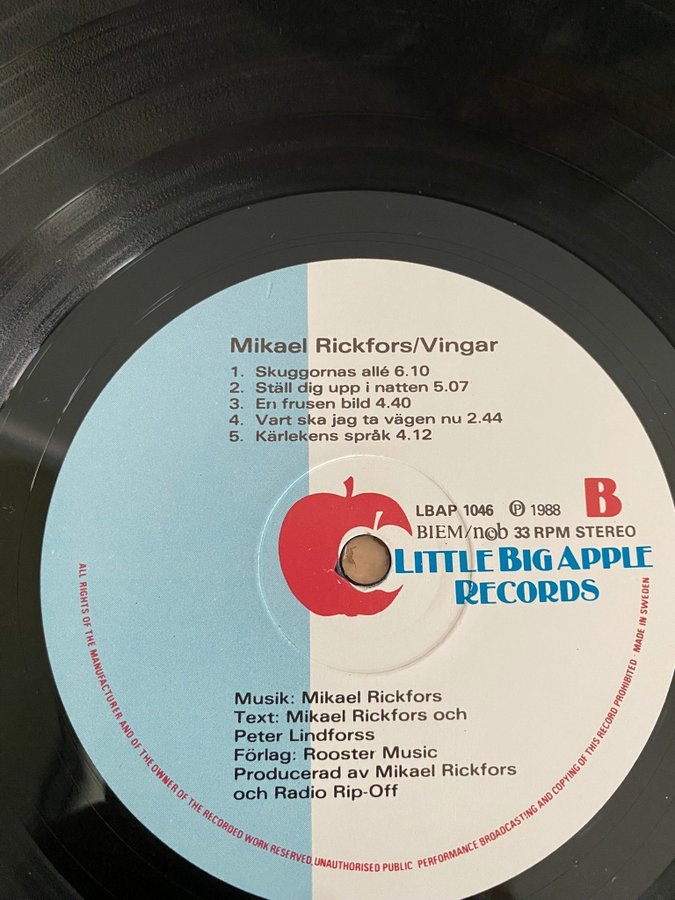 Mikael Rickfors/Vingar
1. Skuggornas allé 6.10
2. Ställ dig upp i natten 5.07
3. En frusen bild 4.40
4. Vart ska jag ta vägen nu 2.44
5. Kärlekens språk 4.12
LBAP 1046 ℗ 1988 B
BIEM/ncb 33 RPM STEREO
LITTLE BIG APPLE
RECORDS
Musik: Mikael Rickfors
Text: Mikael Rickfors och
Peter Lindforss
Förlag: Rooster Music
Producerad av Mikael Rickfors
och Radio Rip-Off
ALL RIGHTS OF THE MANUFACTURER AND OF THE OWNER OF THE RECORDED WORK RESERVED, UNAUTHORISED PUBLIC PERFORMANCE BROADCASTING AND COPYING OF THIS RECORD PROHIBITED · MADE IN SWEDEN